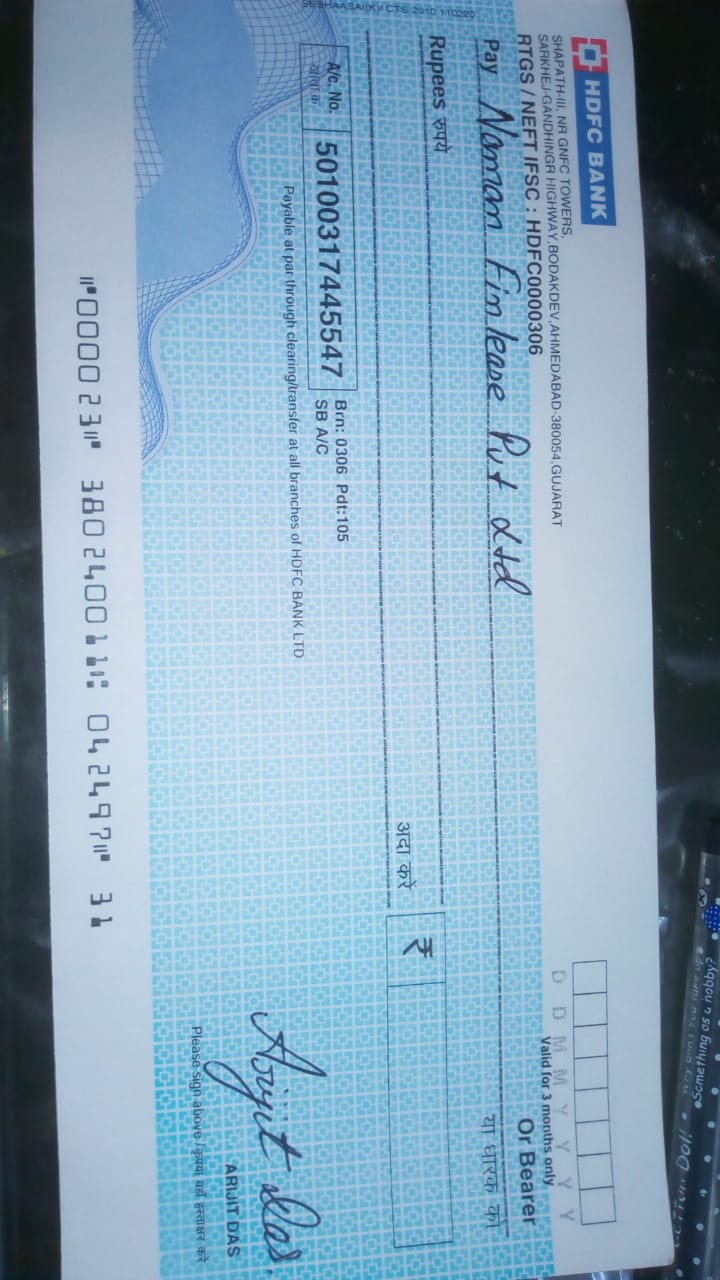 HDFC BANK
SHAPATH-III, NR GNFC TOWERS,
SARKHEJ-GANDHINGR HIGHWAY,BODAKDEV,AHMEDABAD-380054,GUJARAT
RTGS / NEFT IFSC : HDFC0000306
D D M M Y Y Y Y
Valid for 3 months only
Pay Naman Finlease Pvt Ltd Or Bearer
या धारक को
Rupees रुपये
अदा करें ₹
A/c. No. 50100317445547 Brn: 0306 Pdt:105
SB A/C
Payable at par through clearing/transfer at all branches of HDFC BANK LTD
Arijit Das.
ARIJIT DAS
Please sign above / कृपया यहाँ हस्ताक्षर करें
SESHAASAI(K)/ CTS-2010
⑈000023⑈ 380240011⑆ 042497⑈ 31
Something os a hobby?